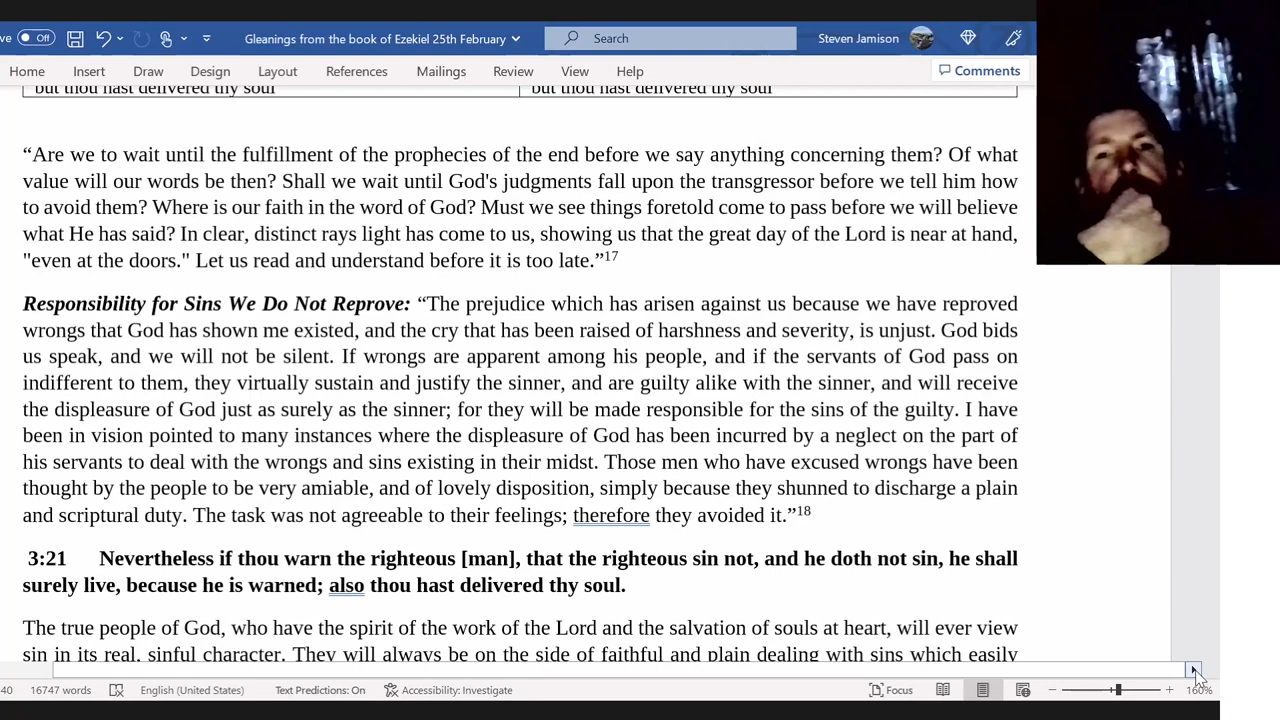 ve Off Gleanings from the book of Ezekiel 25th February Search Steven Jamison
Home Insert Draw Design Layout References Mailings Review View Help Comments
but thou hast delivered thy soul but thou hast delivered thy soul
“Are we to wait until the fulfillment of the prophecies of the end before we say anything concerning them? Of what
value will our words be then? Shall we wait until God's judgments fall upon the transgressor before we tell him how
to avoid them? Where is our faith in the word of God? Must we see things foretold come to pass before we will believe
what He has said? In clear, distinct rays light has come to us, showing us that the great day of the Lord is near at hand,
"even at the doors." Let us read and understand before it is too late.”17
Responsibility for Sins We Do Not Reprove: “The prejudice which has arisen against us because we have reproved
wrongs that God has shown me existed, and the cry that has been raised of harshness and severity, is unjust. God bids
us speak, and we will not be silent. If wrongs are apparent among his people, and if the servants of God pass on
indifferent to them, they virtually sustain and justify the sinner, and are guilty alike with the sinner, and will receive
the displeasure of God just as surely as the sinner; for they will be made responsible for the sins of the guilty. I have
been in vision pointed to many instances where the displeasure of God has been incurred by a neglect on the part of
his servants to deal with the wrongs and sins existing in their midst. Those men who have excused wrongs have been
thought by the people to be very amiable, and of lovely disposition, simply because they shunned to discharge a plain
and scriptural duty. The task was not agreeable to their feelings; therefore they avoided it.”18
3:21 Nevertheless if thou warn the righteous [man], that the righteous sin not, and he doth not sin, he shall
surely live, because he is warned; also thou hast delivered thy soul.
The true people of God, who have the spirit of the work of the Lord and the salvation of souls at heart, will ever view
sin in its real, sinful character. They will always be on the side of faithful and plain dealing with sins which easily
40 16747 words English (United States) Text Predictions: On Accessibility: Investigate Focus 160%